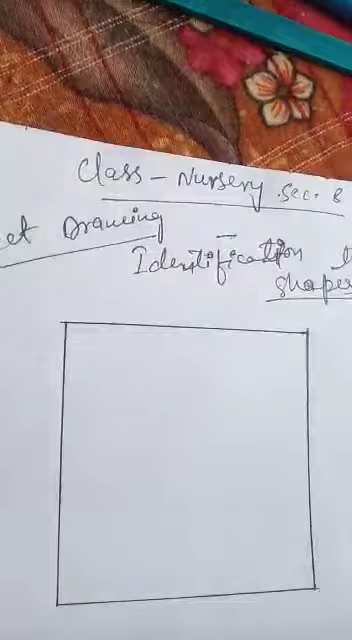 Class - Nursery. Sec. B
Drawing
Identification
shapes